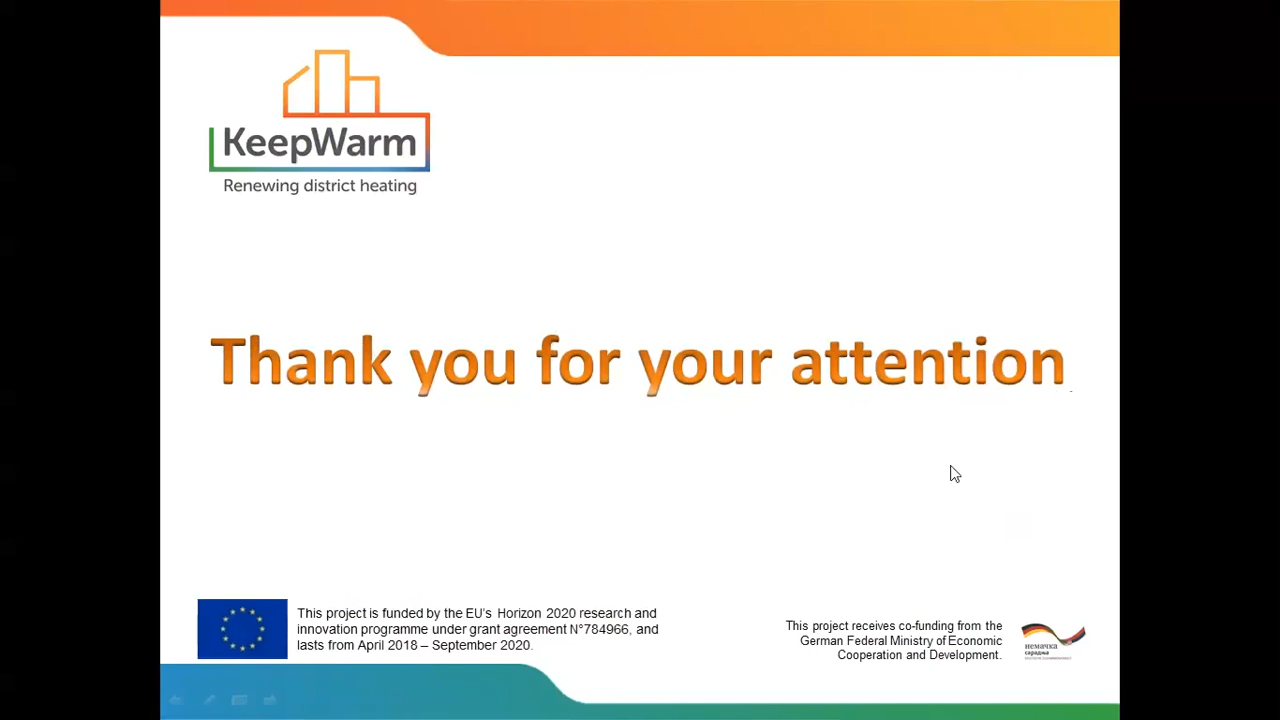 KeepWarm
Renewing district heating
Thank you for your attention
This project is funded by the EU's Horizon 2020 research and
innovation programme under grant agreement N°784966, and
lasts from April 2018 – September 2020.
This project receives co-funding from the
German Federal Ministry of Economic
Cooperation and Development.
немачка
сарадња